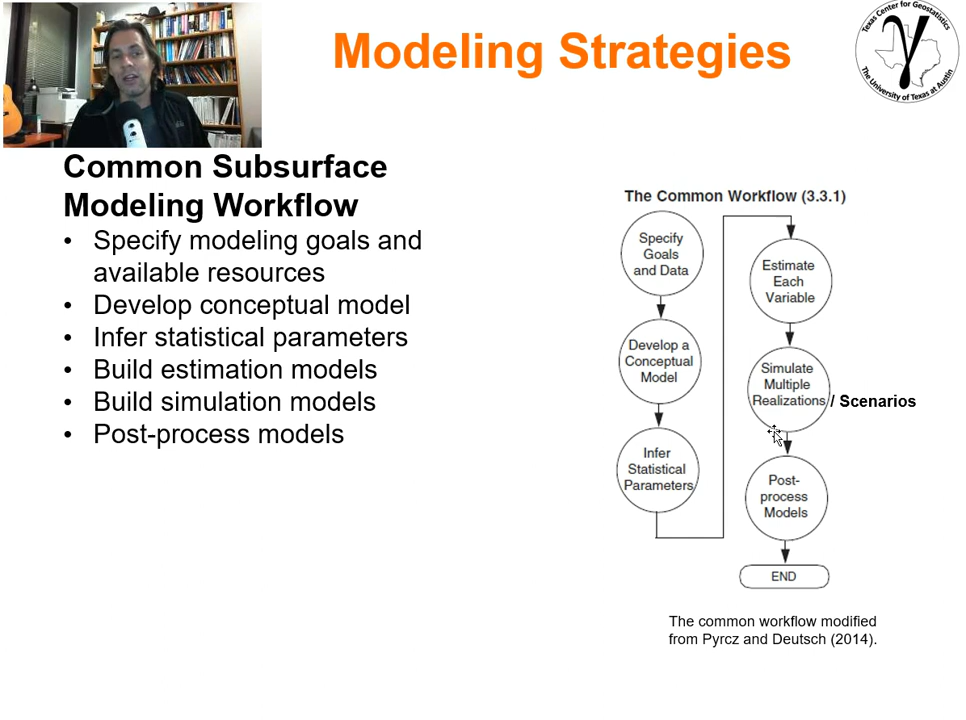 Modeling Strategies
Texas Center for Geostatistics
γ
The University of Texas at Austin
Common Subsurface
Modeling Workflow
• Specify modeling goals and
available resources
• Develop conceptual model
• Infer statistical parameters
• Build estimation models
• Build simulation models
• Post-process models
The Common Workflow (3.3.1)
Specify
Goals
and Data
Develop a
Conceptual
Model
Infer
Statistical
Parameters
Estimate
Each
Variable
Simulate
Multiple
Realizations / Scenarios
Post-
process
Models
END
The common workflow modified
from Pyrcz and Deutsch (2014).